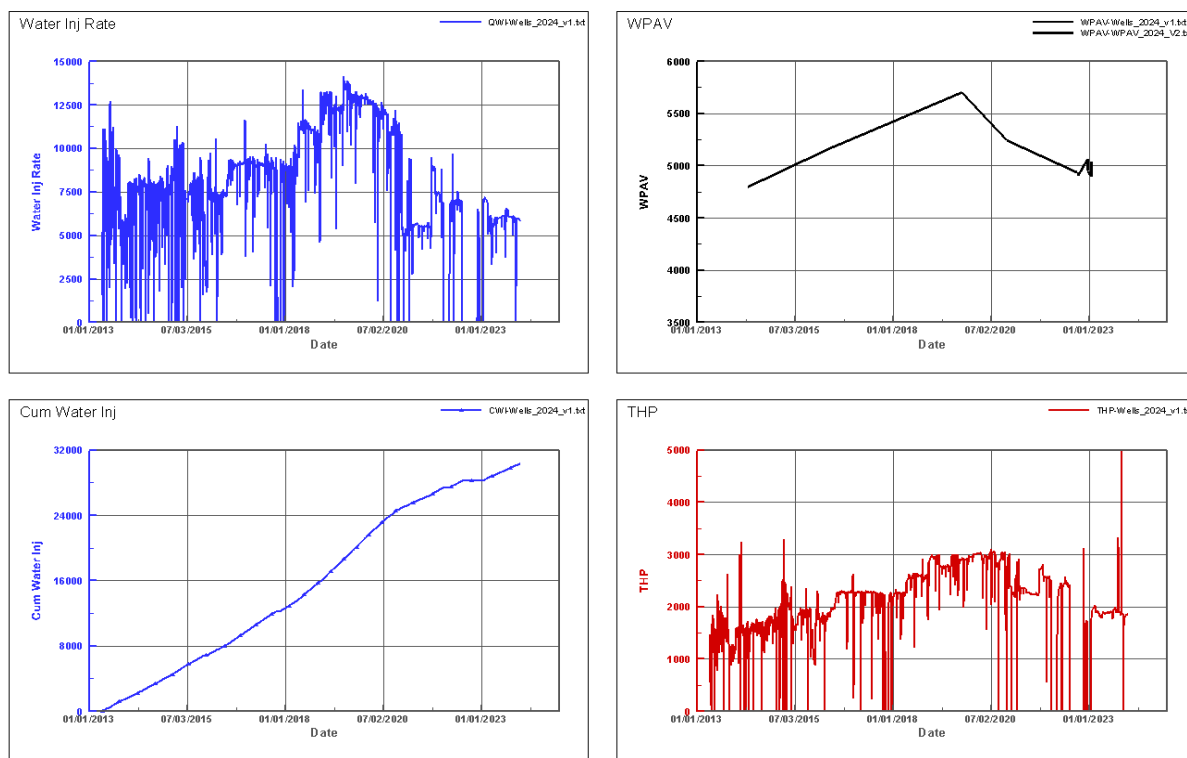 Water Inj Rate
QWI-Wells_2024_v1.txt
15000
12500
10000
7500
5000
2500
0
Water Inj Rate
01/01/2013
07/03/2015
01/01/2018
07/02/2020
01/01/2023
Date
WPAV
WPAV-Wells_2024_v1.txt
WPAV-WPAV_2024_V2.t
6000
5500
5000
4500
4000
3500
WPAV
01/01/2013
07/03/2015
01/01/2018
07/02/2020
01/01/2023
Date
Cum Water Inj
CWI-Wells_2024_v1.txt
32000
24000
16000
8000
0
Cum Water Inj
01/01/2013
07/03/2015
01/01/2018
07/02/2020
01/01/2023
Date
THP
THP-Wells_2024_v1.t
5000
4000
3000
2000
1000
0
THP
01/01/2013
07/03/2015
01/01/2018
07/02/2020
01/01/2023
Date